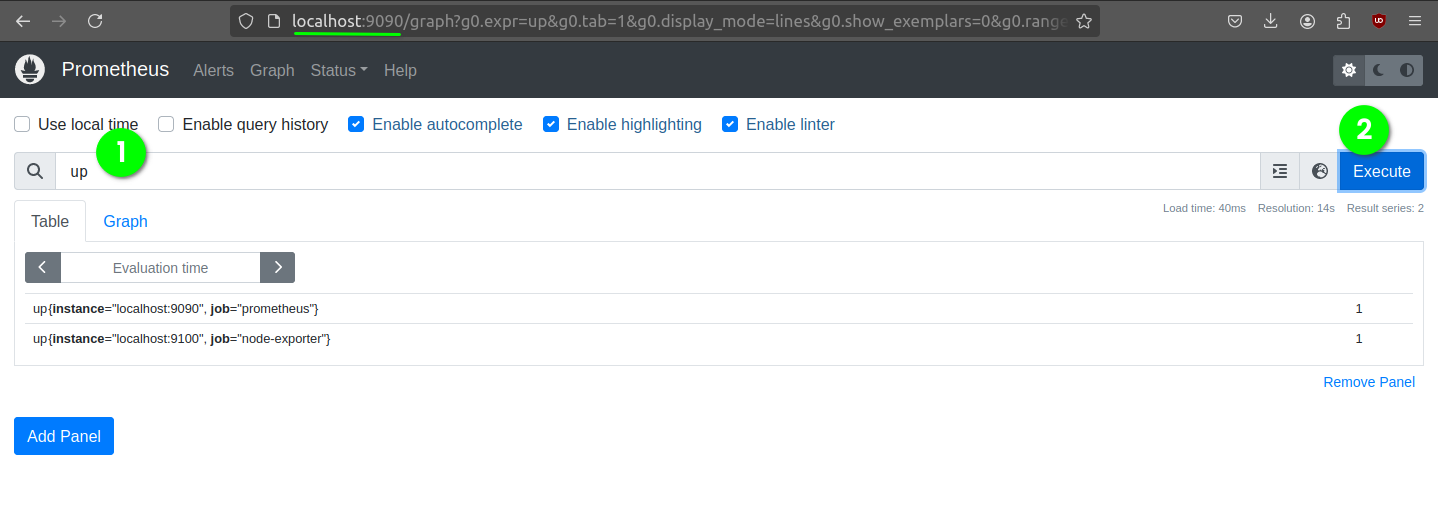 localhost:9090/graph?g0.expr=up&g0.tab=1&g0.display_mode=lines&g0.show_exemplars=0&g0.range
Prometheus Alerts Graph Status Help
Use local time Enable query history Enable autocomplete Enable highlighting Enable linter
1 2
up Execute
Table Graph Load time: 40ms Resolution: 14s Result series: 2
Evaluation time
up{instance="localhost:9090", job="prometheus"} 1
up{instance="localhost:9100", job="node-exporter"} 1
Remove Panel
Add Panel